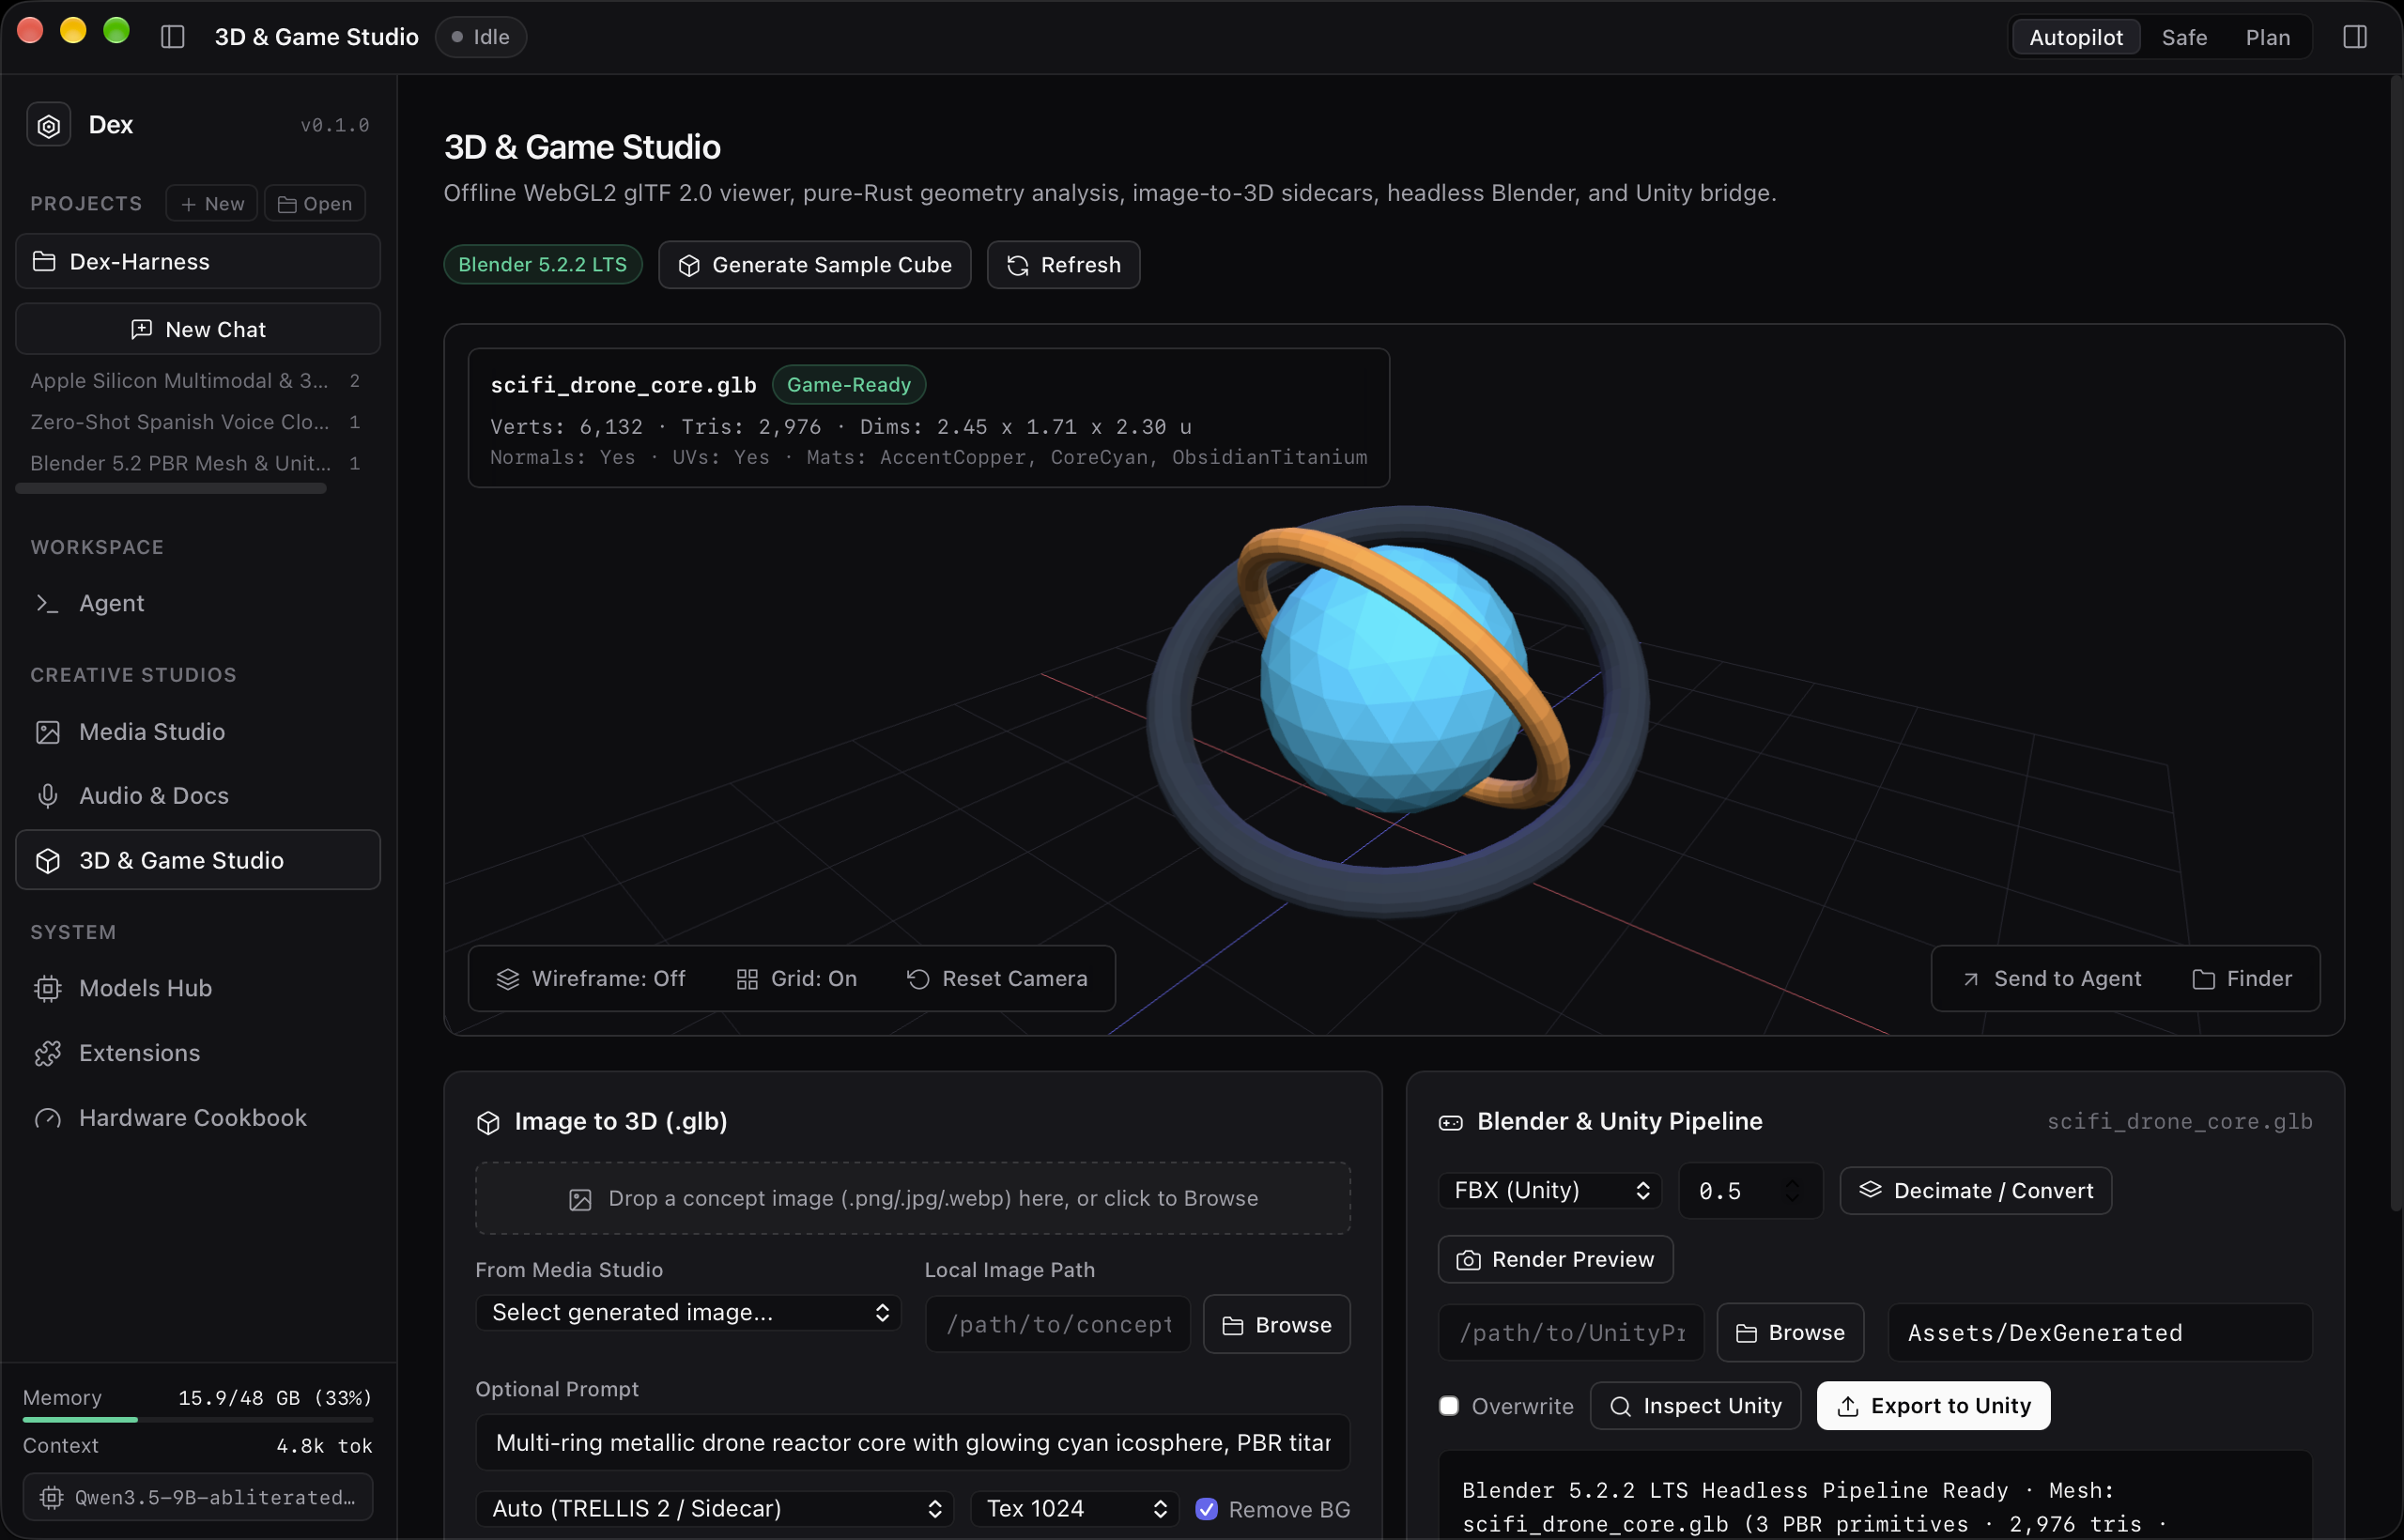 3D & Game Studio
Idle
Autopilot
Safe
Plan
Dex
v0.1.0
PROJECTS
New
Open
Dex-Harness
New Chat
Apple Silicon Multimodal & 3... 2
Zero-Shot Spanish Voice Clo... 1
Blender 5.2 PBR Mesh & Unit... 1
WORKSPACE
Agent
CREATIVE STUDIOS
Media Studio
Audio & Docs
3D & Game Studio
SYSTEM
Models Hub
Extensions
Hardware Cookbook
Memory 15.9/48 GB (33%)
Context 4.8k tok
Qwen3.5-9B-abliterated...
3D & Game Studio
Offline WebGL2 glTF 2.0 viewer, pure-Rust geometry analysis, image-to-3D sidecars, headless Blender, and Unity bridge.
Blender 5.2.2 LTS
Generate Sample Cube
Refresh
scifi_drone_core.glb
Game-Ready
Verts: 6,132 · Tris: 2,976 · Dims: 2.45 x 1.71 x 2.30 u
Normals: Yes · UVs: Yes · Mats: AccentCopper, CoreCyan, ObsidianTitanium
Wireframe: Off
Grid: On
Reset Camera
Send to Agent
Finder
Image to 3D (.glb)
Drop a concept image (.png/.jpg/.webp) here, or click to Browse
From Media Studio
Local Image Path
Select generated image...
/path/to/concept
Browse
Optional Prompt
Multi-ring metallic drone reactor core with glowing cyan icosphere, PBR titan
Auto (TRELLIS 2 / Sidecar)
Tex 1024
Remove BG
Blender & Unity Pipeline
scifi_drone_core.glb
FBX (Unity)
0.5
Decimate / Convert
Render Preview
/path/to/UnityPr
Browse
Assets/DexGenerated
Overwrite
Inspect Unity
Export to Unity
Blender 5.2.2 LTS Headless Pipeline Ready · Mesh:
scifi_drone_core.glb (3 PBR primitives · 2,976 tris ·